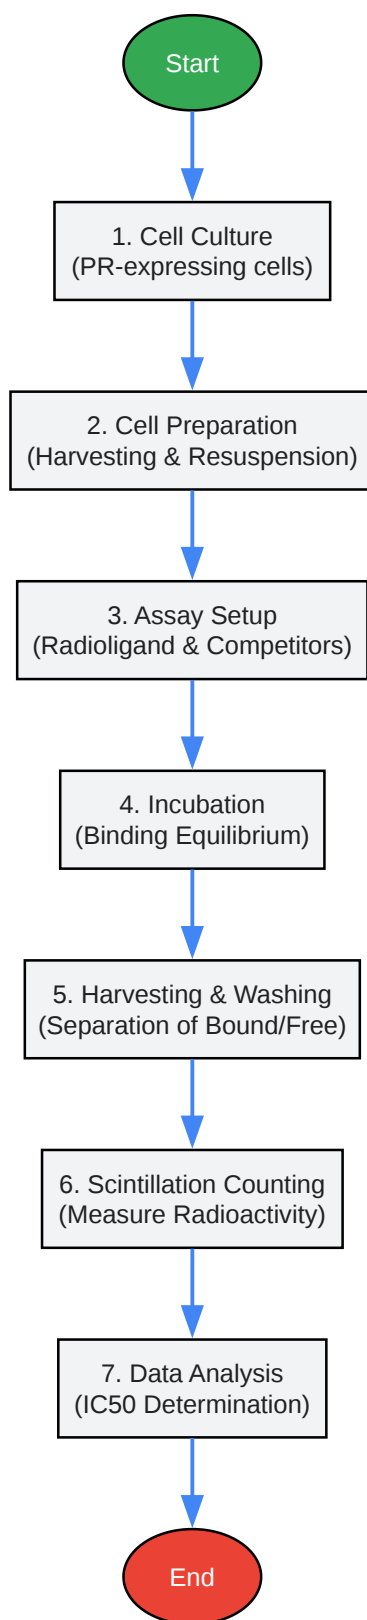 Start
1. Cell Culture
(PR-expressing cells)
2. Cell Preparation
(Harvesting & Resuspension)
3. Assay Setup
(Radioligand & Competitors)
4. Incubation
(Binding Equilibrium)
5. Harvesting & Washing
(Separation of Bound/Free)
6. Scintillation Counting
(Measure Radioactivity)
7. Data Analysis
(IC50 Determination)
End